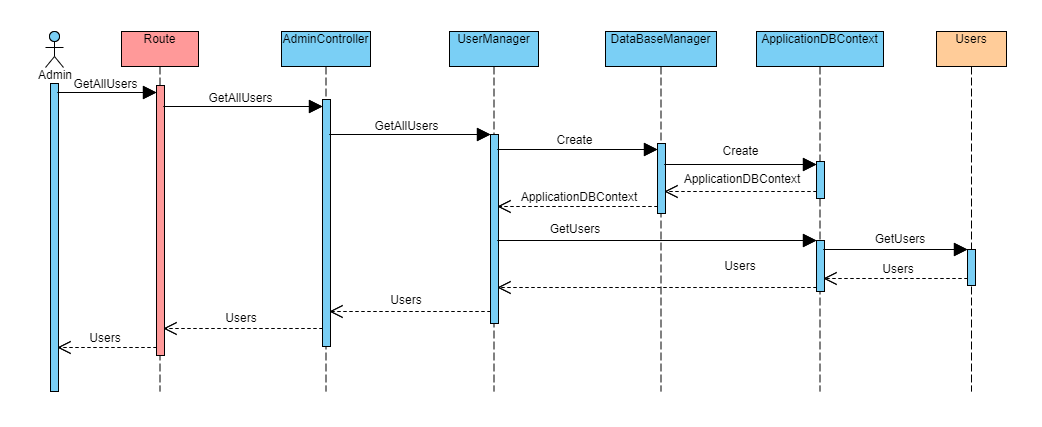 Route
AdminController
UserManager
DataBaseManager
ApplicationDBContext
Users
Admin
GetAllUsers
GetAllUsers
GetAllUsers
Create
Create
ApplicationDBContext
ApplicationDBContext
GetUsers
GetUsers
Users
Users
Users
Users
Users